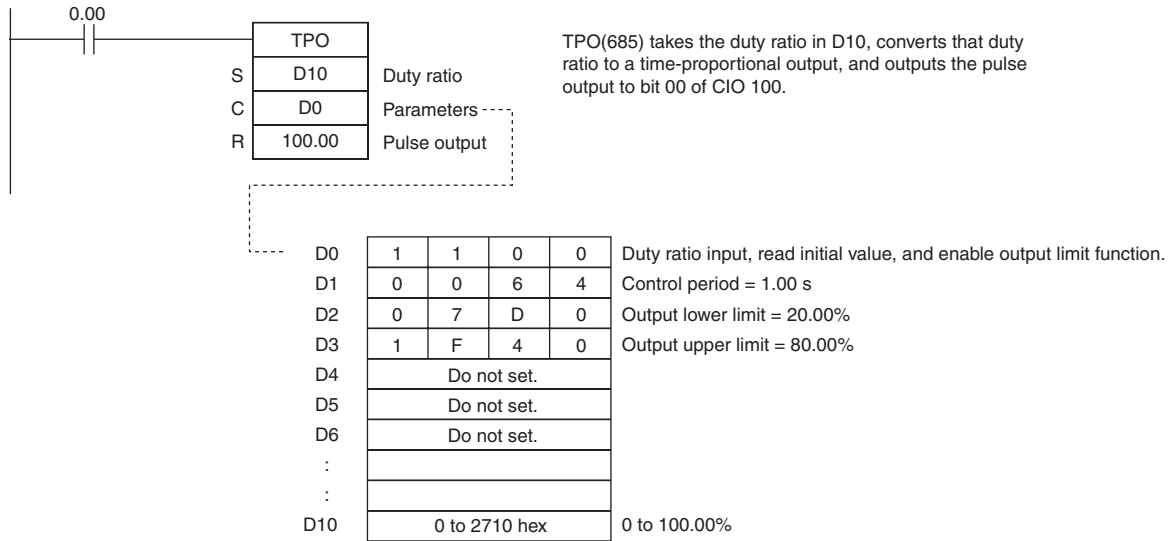 0.00
TPO
S D10 Duty ratio
C D0 Parameters
R 100.00 Pulse output
TPO(685) takes the duty ratio in D10, converts that duty
ratio to a time-proportional output, and outputs the pulse
output to bit 00 of CIO 100.
D0 1 1 0 0 Duty ratio input, read initial value, and enable output limit function.
D1 0 0 6 4 Control period = 1.00 s
D2 0 7 D 0 Output lower limit = 20.00%
D3 1 F 4 0 Output upper limit = 80.00%
D4 Do not set.
D5 Do not set.
D6 Do not set.
:
:
D10 0 to 2710 hex 0 to 100.00%